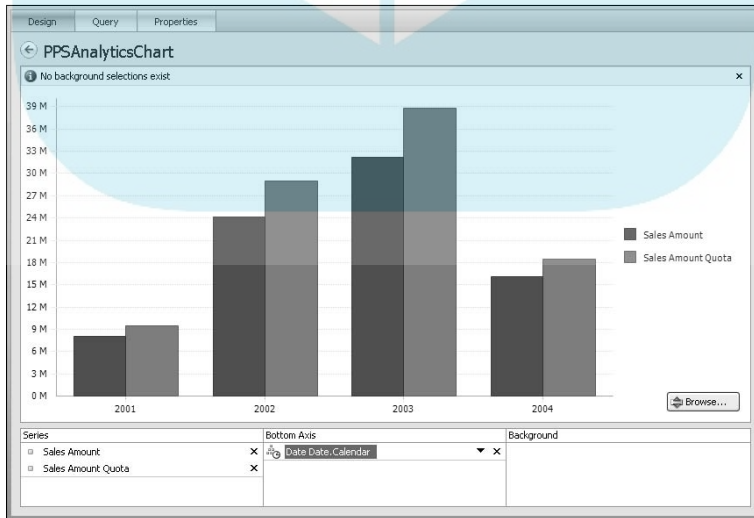 Design Query Properties
PPSAnalyticsChart
No background selections exist
39 M
36 M
33 M
30 M
27 M
24 M
21 M
18 M
15 M
12 M
9 M
6 M
3 M
0 M
2001 2002 2003 2004
Sales Amount
Sales Amount Quota
Browse...
Series Bottom Axis Background
Sales Amount Date Date.Calendar
Sales Amount Quota